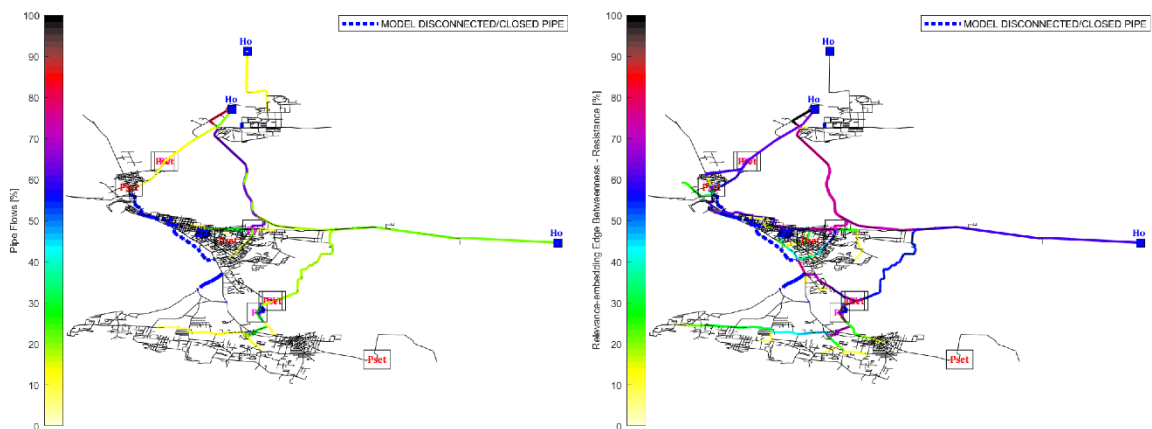 100
90
80
70
60
50
40
30
20
10
0
Pipe Flows [%]
MODEL DISCONNECTED/CLOSED PIPE
Ho
Ho
Pset
Pset
Pset
Ho
Pset
Pset
100
90
80
70
60
50
40
30
20
10
0
Relevance-embedding Edge Betweenness - Resistance [%]
MODEL DISCONNECTED/CLOSED PIPE
Ho
Ho
Pset
Pset
Pset
Ho
Pset
Pset